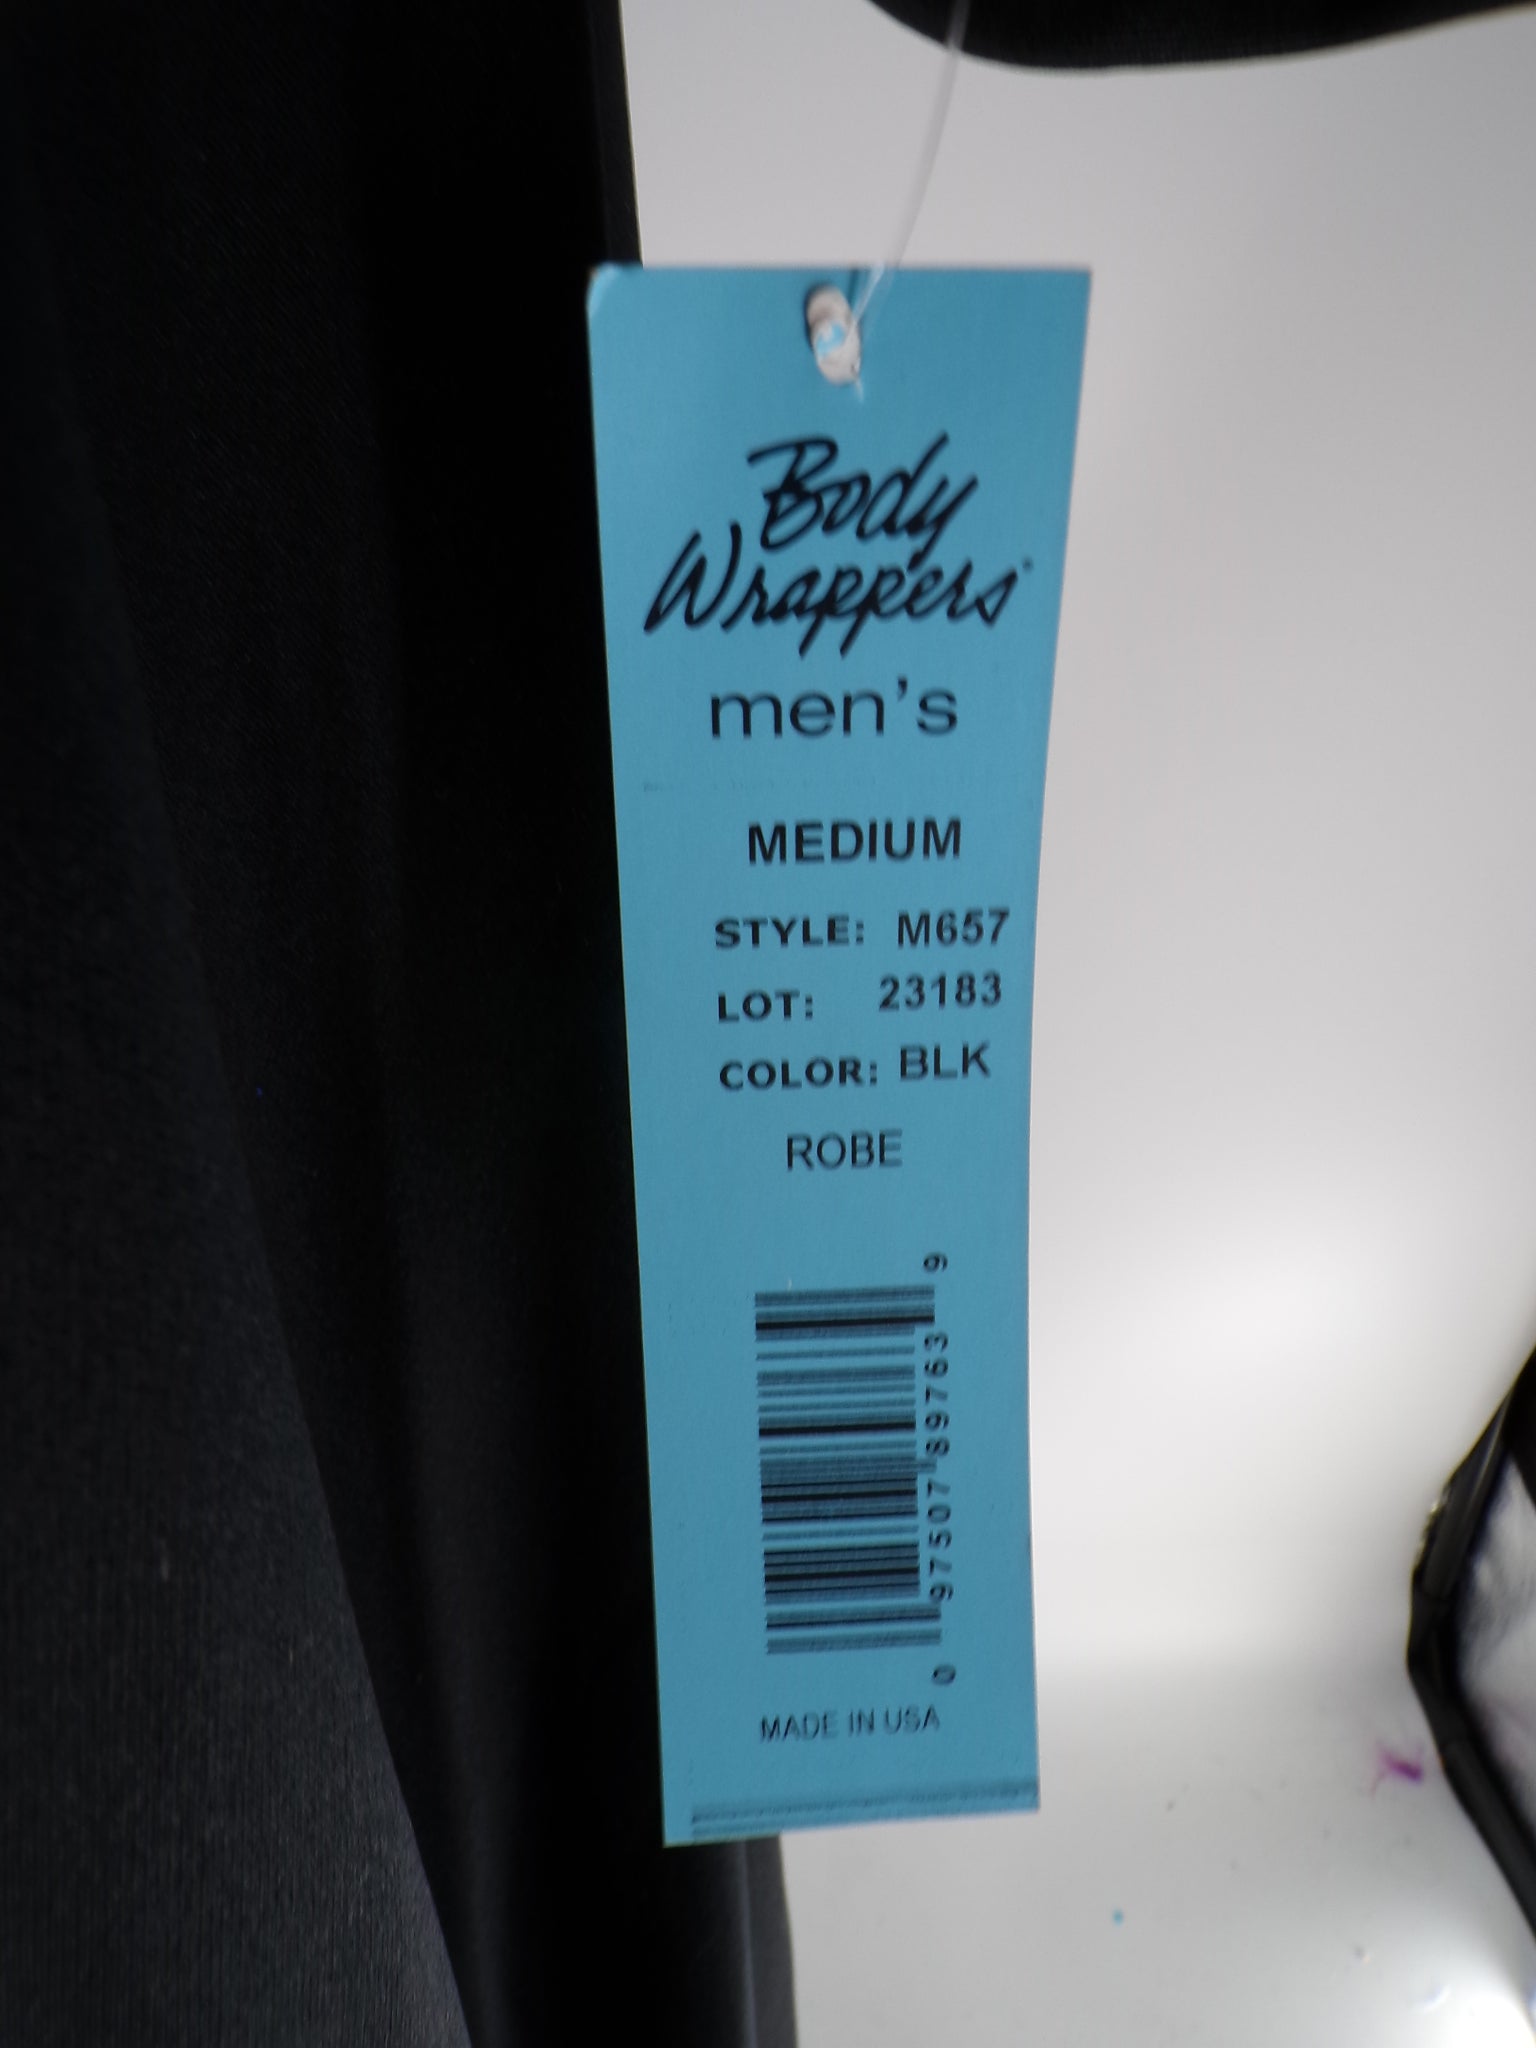 Body
Wrappers
men's
MEDIUM
STYLE: M657
LOT: 23183
COLOR: BLK
ROBE
0 97507 89763 9
MADE IN USA